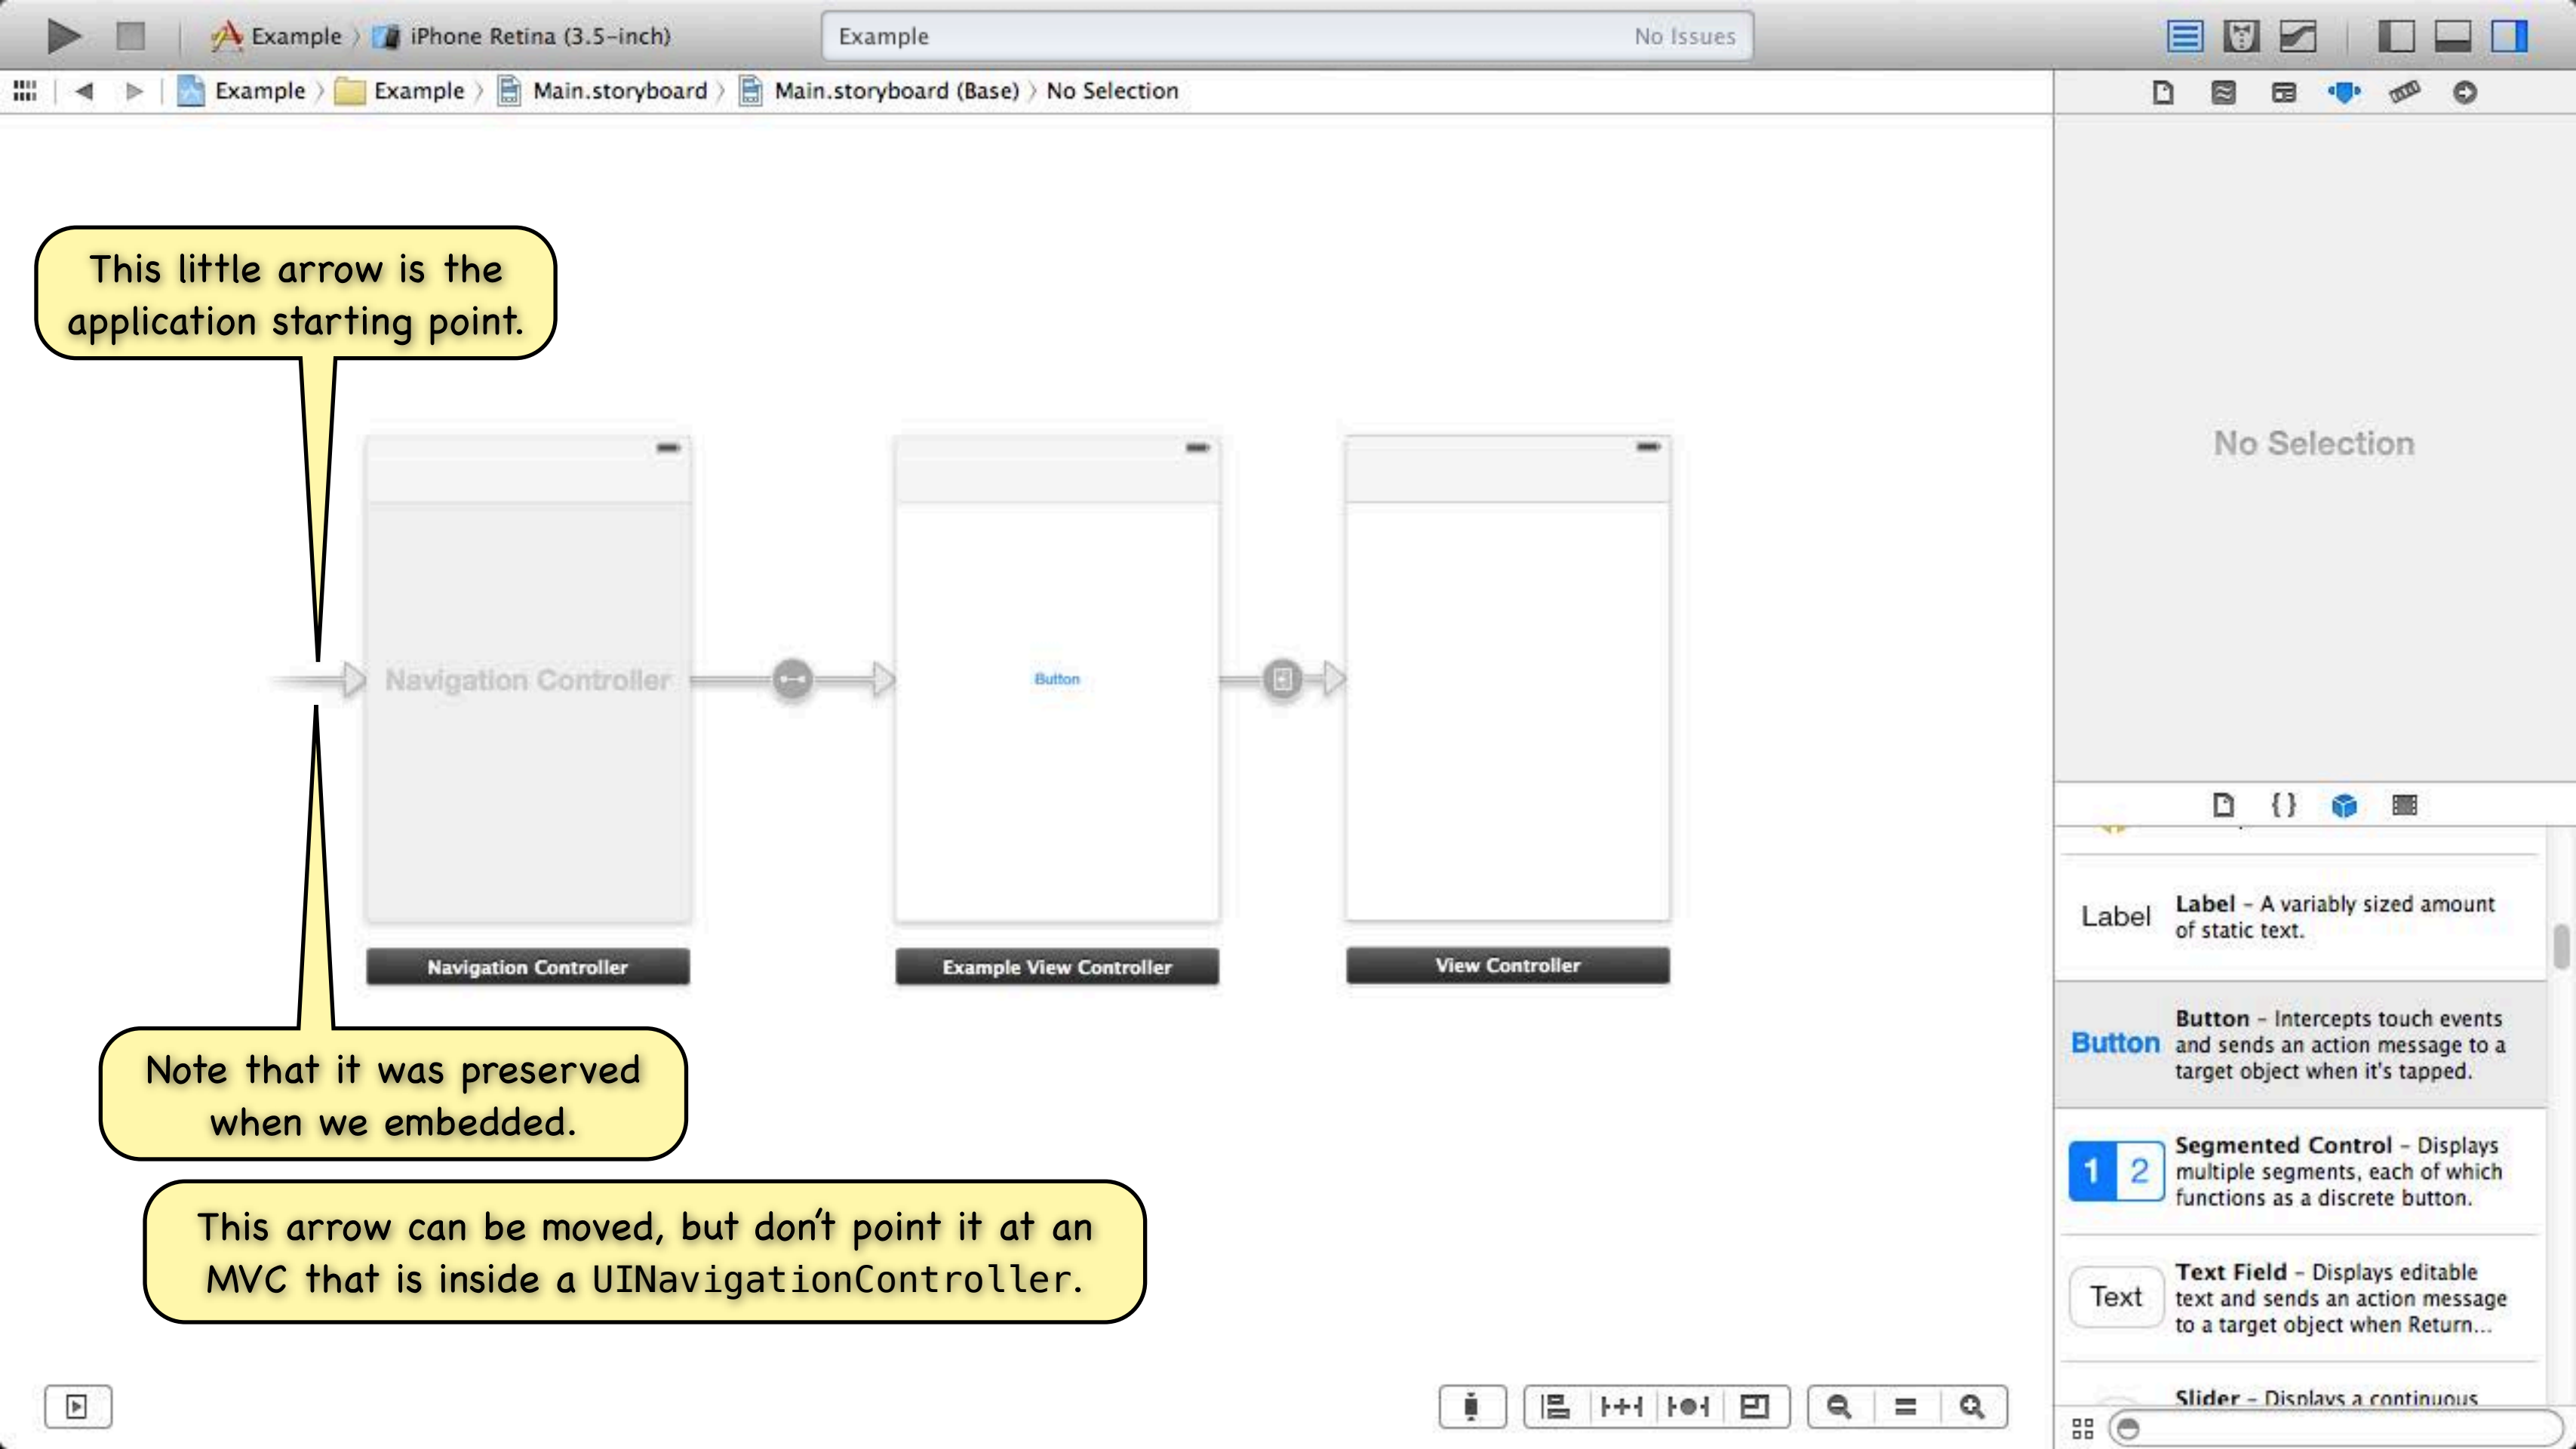 Example iPhone Retina (3.5-inch)
Example No Issues
Example Example Main.storyboard Main.storyboard (Base) No Selection
This little arrow is the
application starting point.
No Selection
Navigation Controller
Button
Navigation Controller
Example View Controller
View Controller
Note that it was preserved
when we embedded.
This arrow can be moved, but don't point it at an
MVC that is inside a UINavigationController.
{ }
Label
Label - A variably sized amount
of static text.
Button
Button - Intercepts touch events
and sends an action message to a
target object when it's tapped.
1 2
Segmented Control - Displays
multiple segments, each of which
functions as a discrete button.
Text
Text Field - Displays editable
text and sends an action message
to a target object when Return...
Slider - Displays a continuous